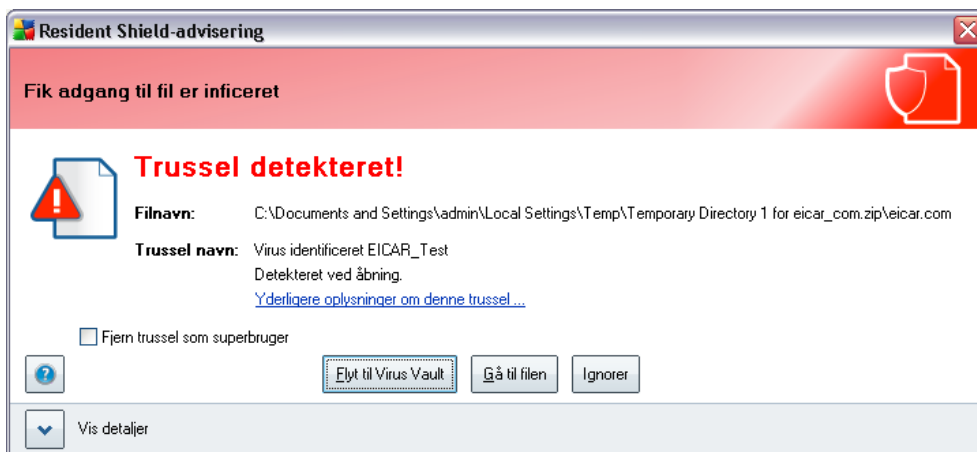 Resident Shield-advisering
Fik adgang til fil er inficeret
Trussel detekteret!
Filnavn: C:\Documents and Settings\admin\Local Settings\Temp\Temporary Directory 1 for eicar_com.zip\eicar.com
Trussel navn: Virus identificeret EICAR_Test
Detekteret ved åbning.
Yderligere oplysninger om denne trussel ...
Fjern trussel som superbruger
Flyt til Virus Vault Gå til filen Ignorer
Vis detaljer